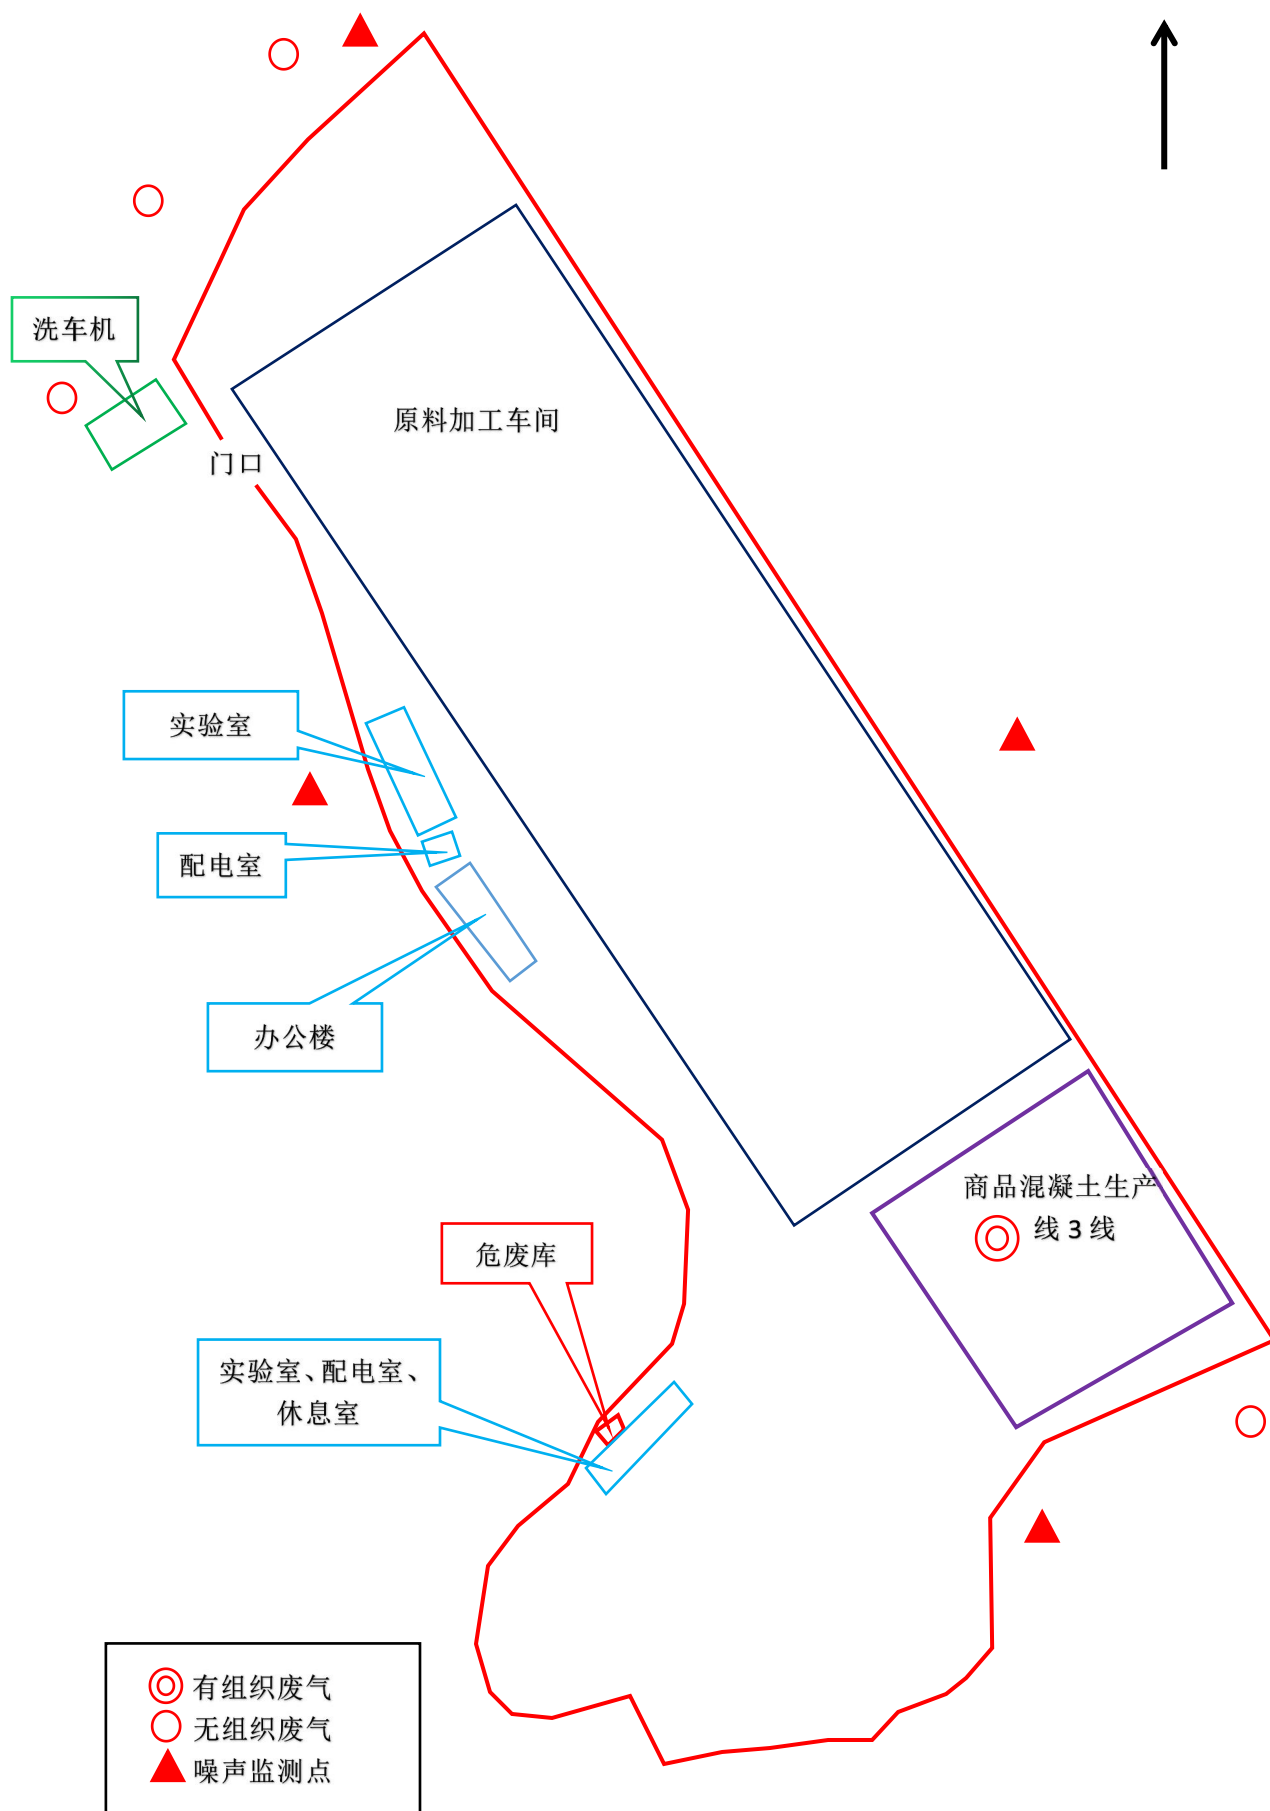 洗车机
原料加工车间
门口
实验室
配电室
办公楼
商品混凝土生产
线 3 线
危废库
实验室、配电室、
休息室
有组织废气
无组织废气
噪声监测点